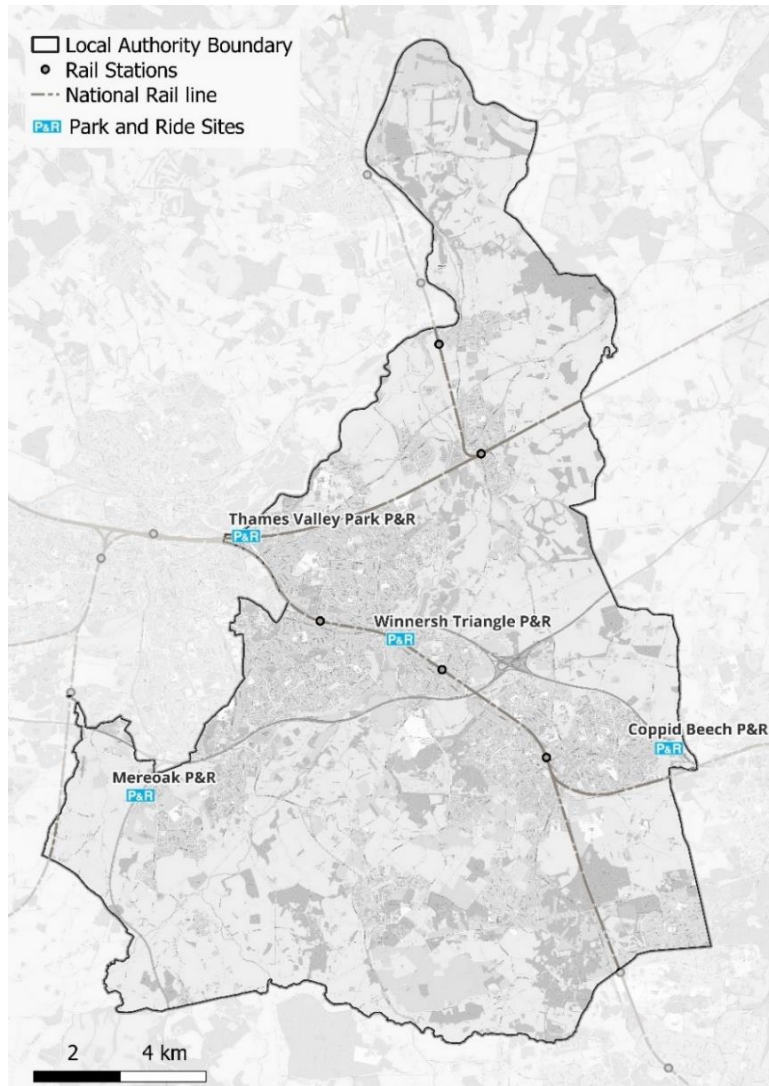 Local Authority Boundary
Rail Stations
National Rail line
P&R Park and Ride Sites
Thames Valley Park P&R
P&R
Winnersh Triangle P&R
P&R
Coppid Beech P&R
P&R
Mereoak P&R
P&R
2 4 km